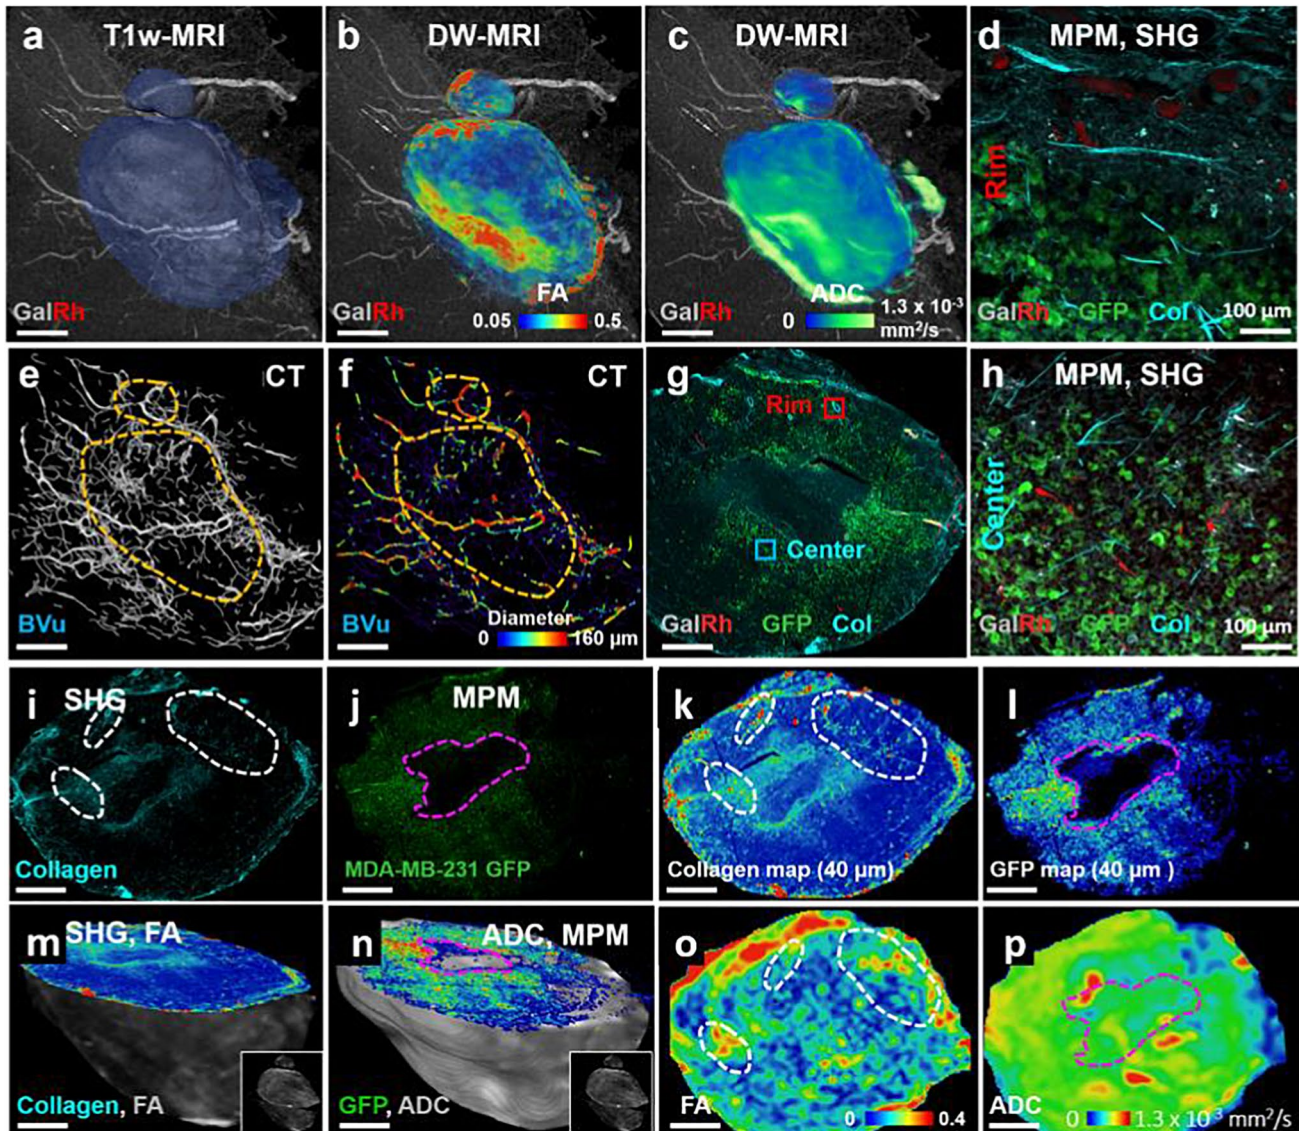 a
T1w-MRI
GalRh
b
DW-MRI
FA
GalRh
0.05
0.5
c
DW-MRI
ADC
GalRh
0
1.3 x 10⁻³
mm²/s
d
MPM, SHG
Rim
GalRh GFP Col
100 µm
e
CT
BVu
f
CT
Diameter
BVu
0
160 µm
g
Rim
Center
GalRh GFP Col
h
MPM, SHG
Center
GalRh GFP Col
100 µm
i
SHG
Collagen
j
MPM
MDA-MB-231 GFP
k
Collagen map (40 µm)
l
GFP map (40 µm )
m
SHG, FA
Collagen, FA
n
ADC, MPM
GFP, ADC
o
FA
0
0.4
p
ADC
0
1.3 x 10⁻³ mm²/s